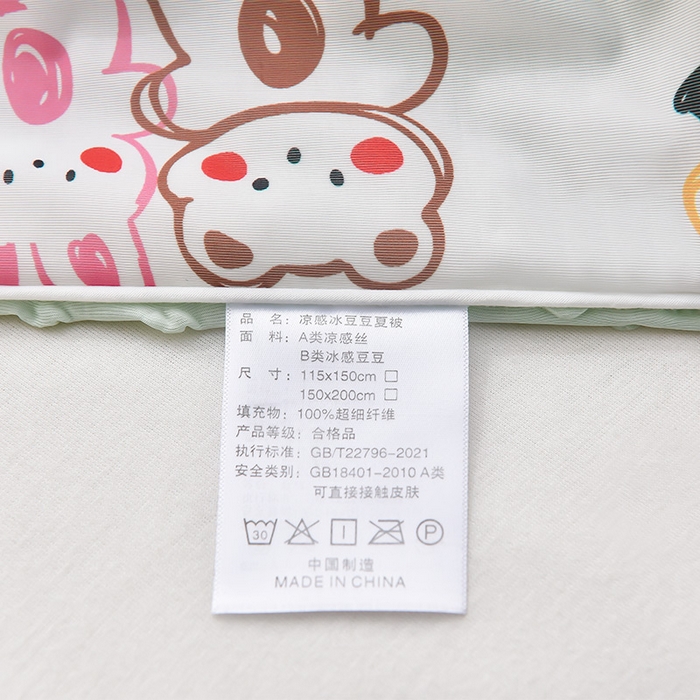 品 名：凉感冰豆豆夏被
面 料：A类凉感丝
B类冰感豆豆
尺 寸：115x150cm □
150x200cm □
填充物：100%超细纤维
产品等级：合格品
执行标准：GB/T22796-2021
安全类别：GB18401-2010 A类
可直接接触皮肤
30 P
中国制造
MADE IN CHINA